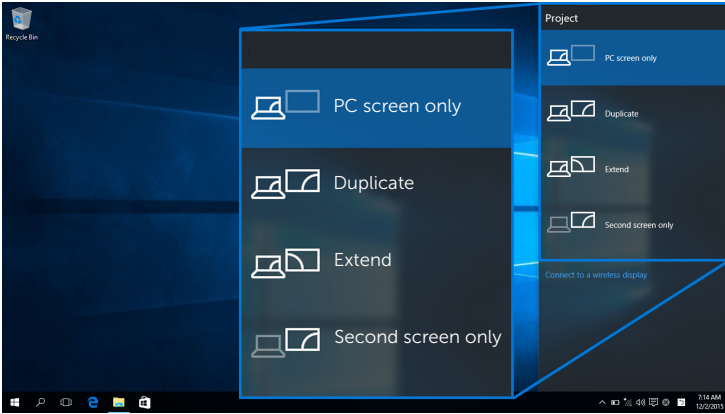 Recycle Bin
PC screen only
Duplicate
Extend
Second screen only
Project
PC screen only
Duplicate
Extend
Second screen only
Connect to a wireless display
7:14 AM
12/2/2015